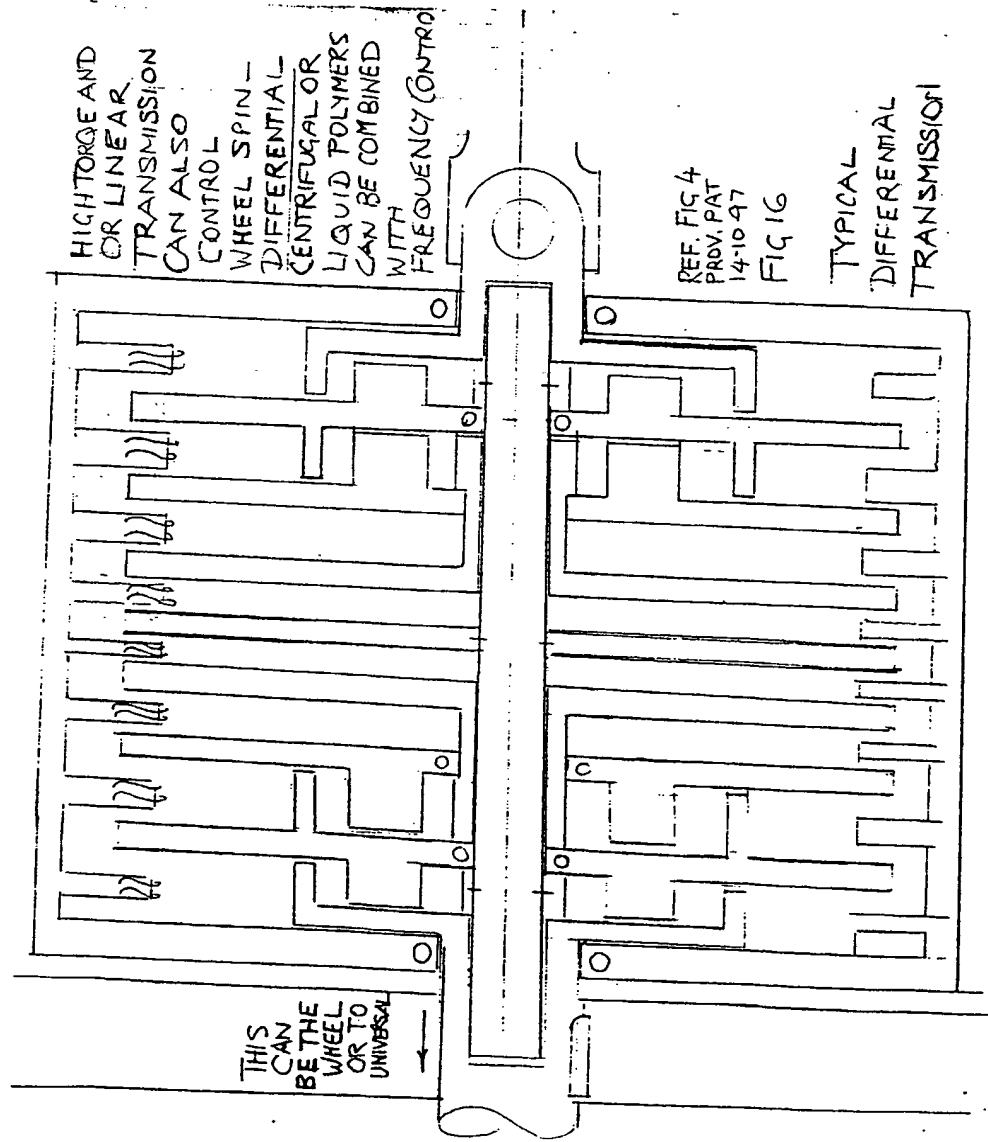 HIGH TORQE AND
OR LINEAR
TRANSMISSION
CAN ALSO
CONTROL
WHEEL SPIN-
DIFFERENTIAL
CENTRIFUGAL OR
LIQUID POLYMERS
CAN BE COMBINED
WITH
FREQUENCY CONTROL
REF. FIG 4
PROV. PAT
14-10-97
FIG 16
TYPICAL
DIFFERENTIAL
TRANSMISSION
THIS
CAN
BE THE
WHEEL
OR TO
UNIVERSAL